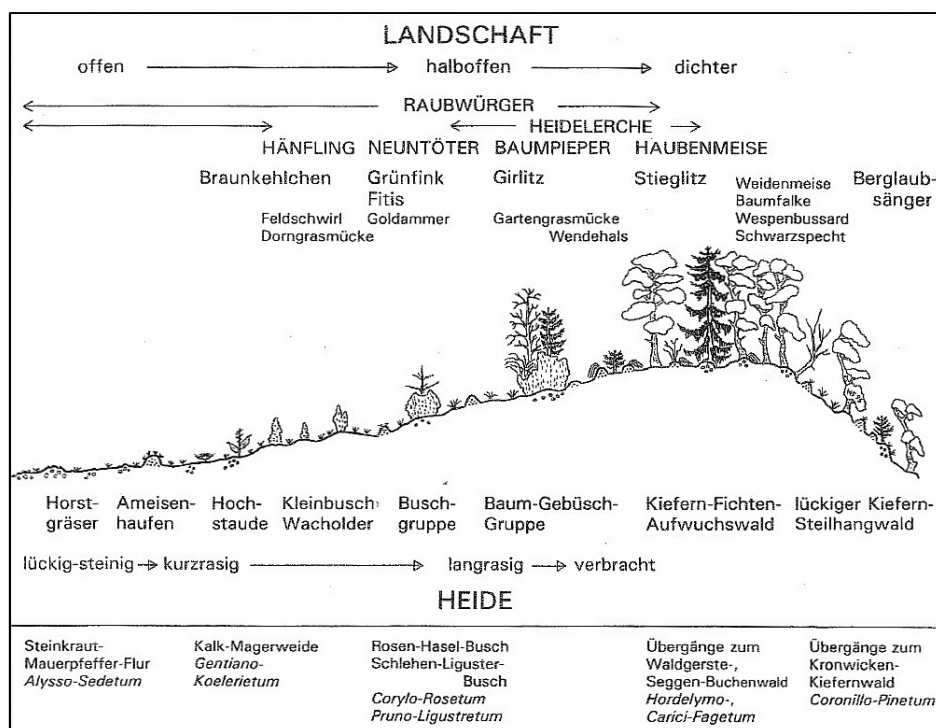 LANDSCHAFT
offen halboffen dichter
RAUBWÜRGER
HEIDELERCHE
HÄNFLING NEUNTÖTER BAUMPIEPER HAUBENMEISE
Braunkehlchen Grünfink Girlitz Stieglitz Weidenmeise Berglaub-
Fitis Baumfalke sänger
Feldschwirl Goldammer Gartengrasmücke Wespenbussard
Dorngrasmücke Wendehals Schwarzspecht
Horst- Ameisen- Hoch- Kleinbusch Busch- Baum-Gebüsch- Kiefern-Fichten- lückiger Kiefern-
gräser haufen staude Wacholder gruppe Gruppe Aufwuchswald Steilhangwald
lückig-steinig kurzrasig langrasig verbracht
HEIDE
Steinkraut- Kalk-Magerweide Rosen-Hasel-Busch Übergänge zum Übergänge zum
Mauerpfeffer-Flur Gentiano- Schlehen-Liguster- Waldgerste-, Kronwicken-
Alysso-Sedetum Koelerietum Busch Seggen-Buchenwald Kiefernwald
Corylo-Rosetum Hordelymo-, Coronillo-Pinetum
Pruno-Ligustretum Carici-Fagetum